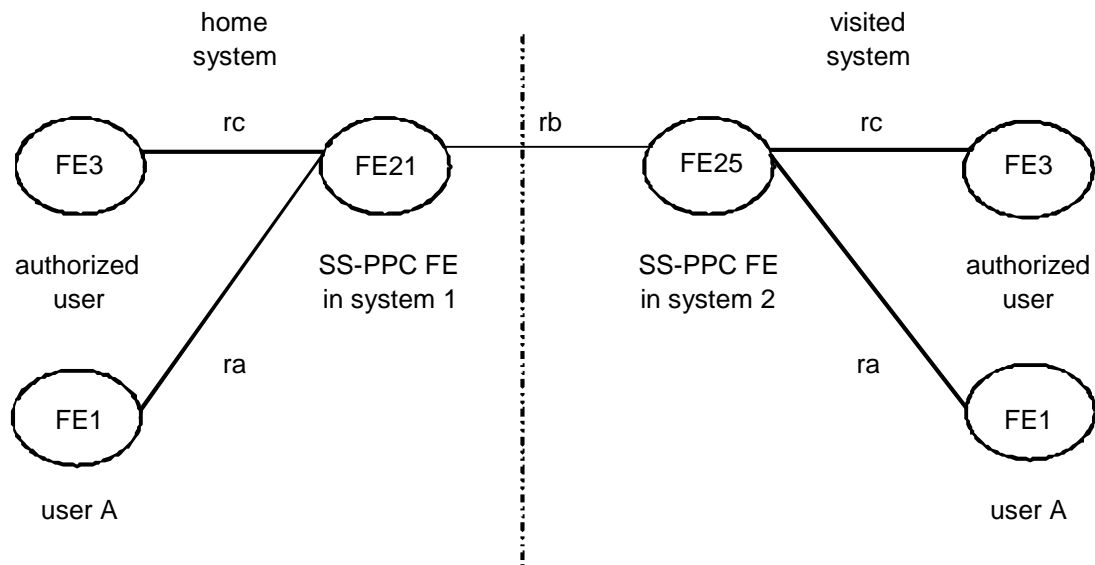 home
system
visited
system
rc
rb
rc
FE3
FE21
FE25
FE3
authorized
user
SS-PPC FE
in system 1
SS-PPC FE
in system 2
authorized
user
ra
ra
FE1
FE1
user A
user A